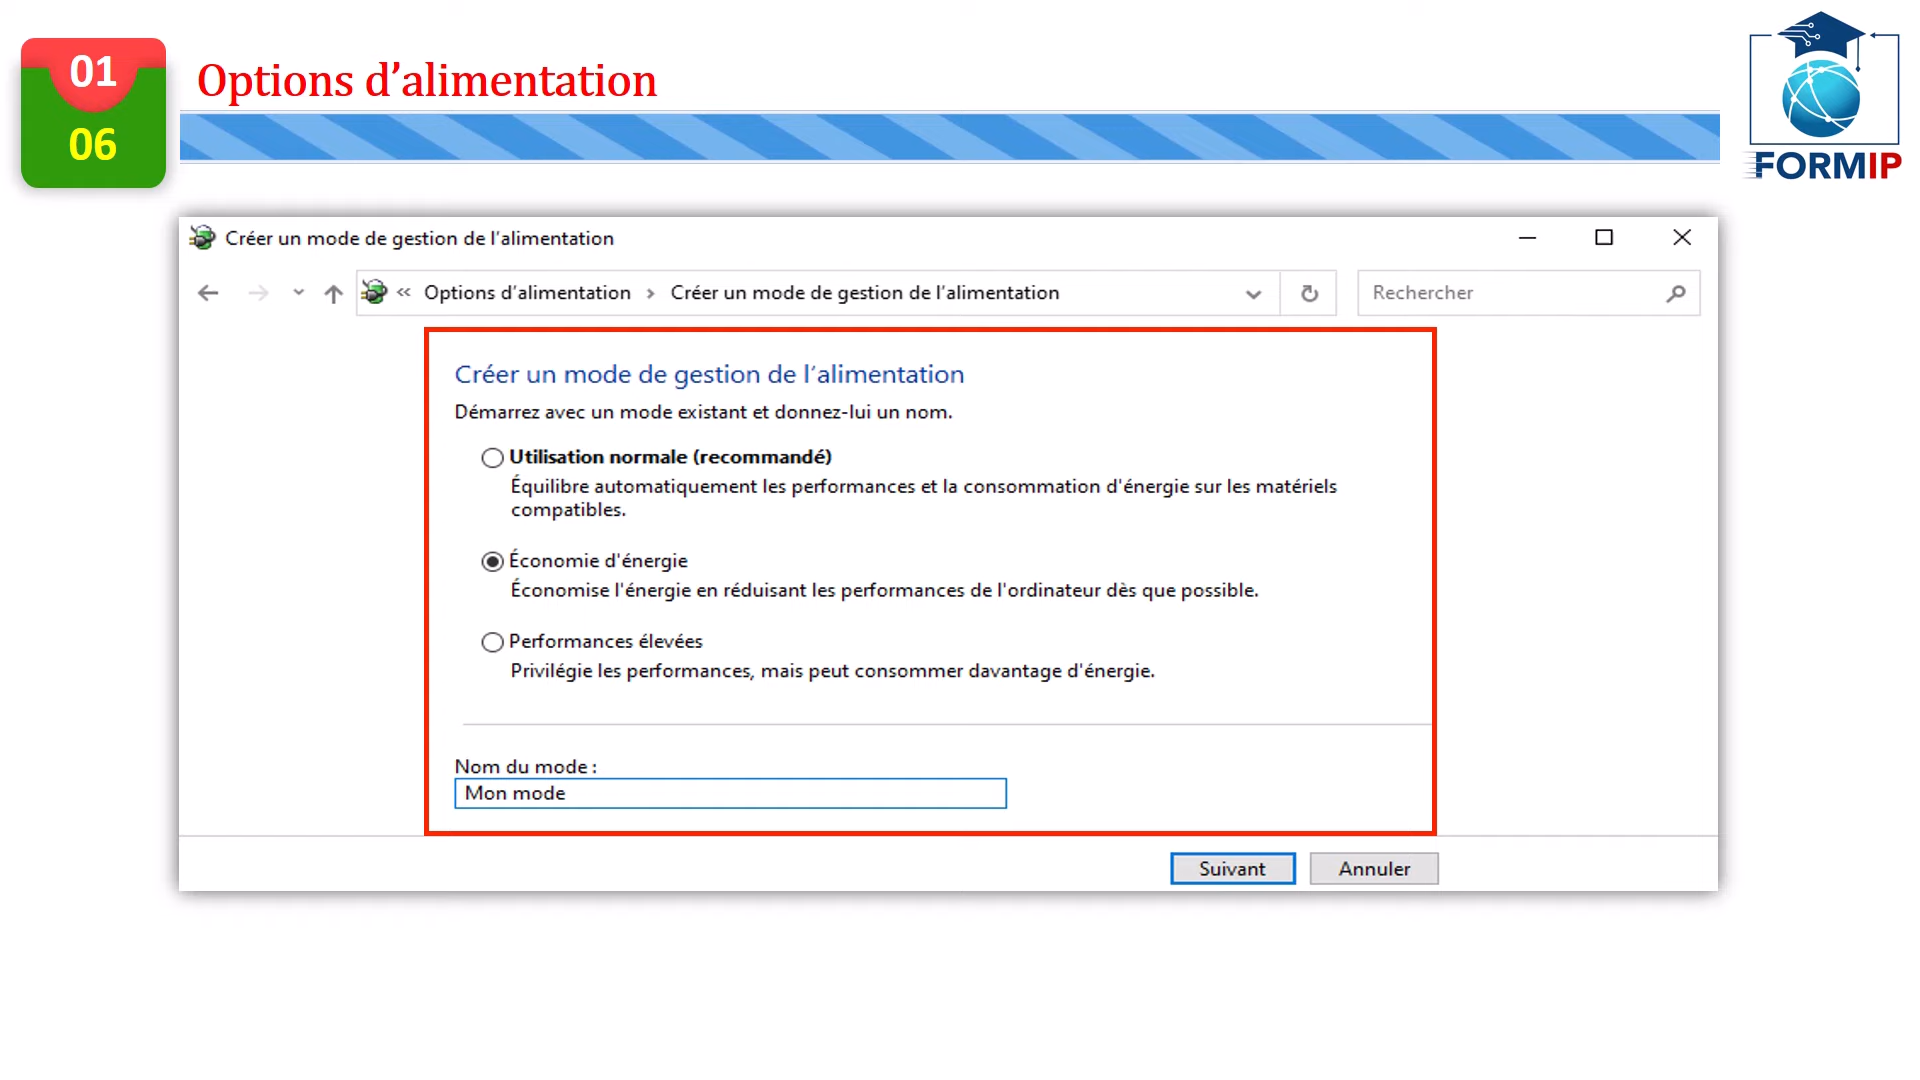 01
06
Options d’alimentation
FORMIP
Créer un mode de gestion de l’alimentation
« Options d’alimentation > Créer un mode de gestion de l’alimentation
Rechercher
Créer un mode de gestion de l’alimentation
Démarrez avec un mode existant et donnez-lui un nom.
Utilisation normale (recommandé)
Équilibre automatiquement les performances et la consommation d'énergie sur les matériels
compatibles.
Économie d'énergie
Économise l'énergie en réduisant les performances de l'ordinateur dès que possible.
Performances élevées
Privilégie les performances, mais peut consommer davantage d'énergie.
Nom du mode :
Mon mode
Suivant
Annuler